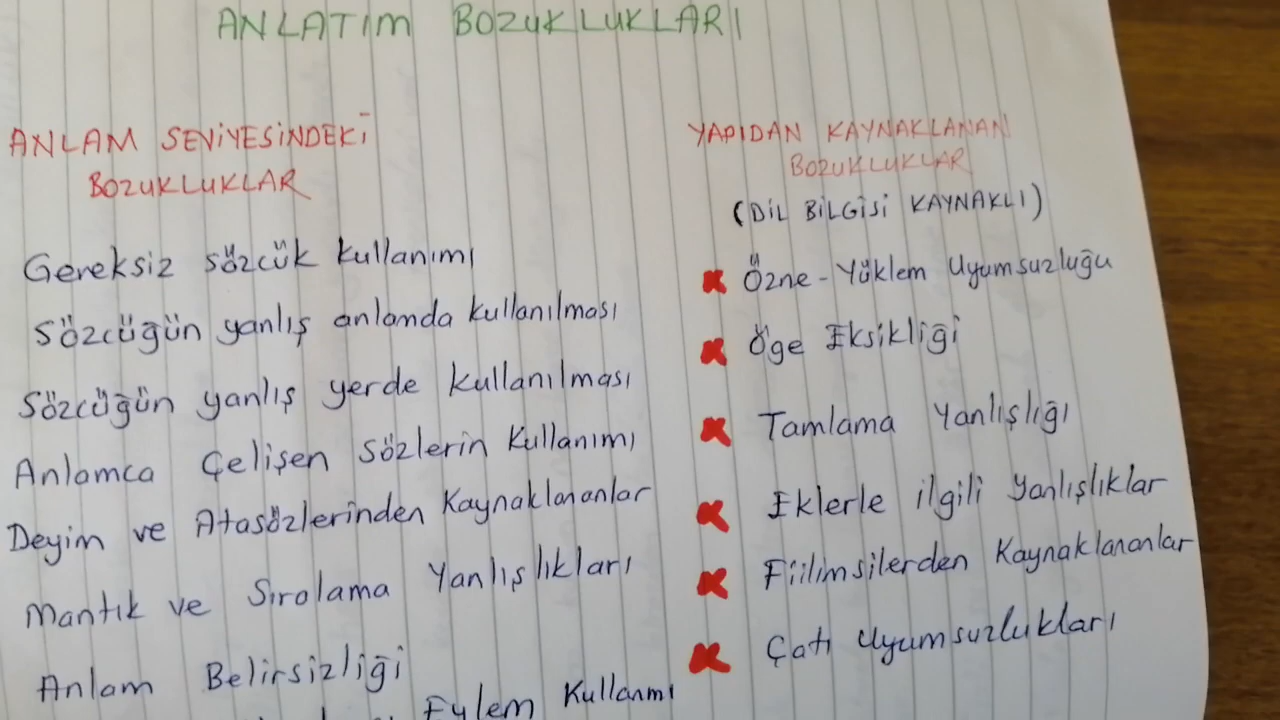 ANLATIM BOZUKLUKLARI
ANLAM SEVİYESİNDEKİ
BOZUKLUKLAR
Gereksiz sözcük kullanımı
Sözcüğün yanlış anlamda kullanılması
Sözcüğün yanlış yerde kullanılması
Anlamca Çelişen Sözlerin Kullanımı
Deyim ve Atasözlerinden Kaynaklananlar
Mantık ve Sıralama Yanlışlıkları
Anlam Belirsizliği
Eylem Kullanmı
YAPIDAN KAYNAKLANAN
BOZUKLUKLAR
(DİL BİLGİSİ KAYNAKLI)
Özne-Yüklem Uyumsuzluğu
Öge Eksikliği
Tamlama Yanlışlığı
Eklerle ilgili Yanlışlıklar
Fiilimsilerden Kaynaklananlar
Çatı Uyumsuzlukları